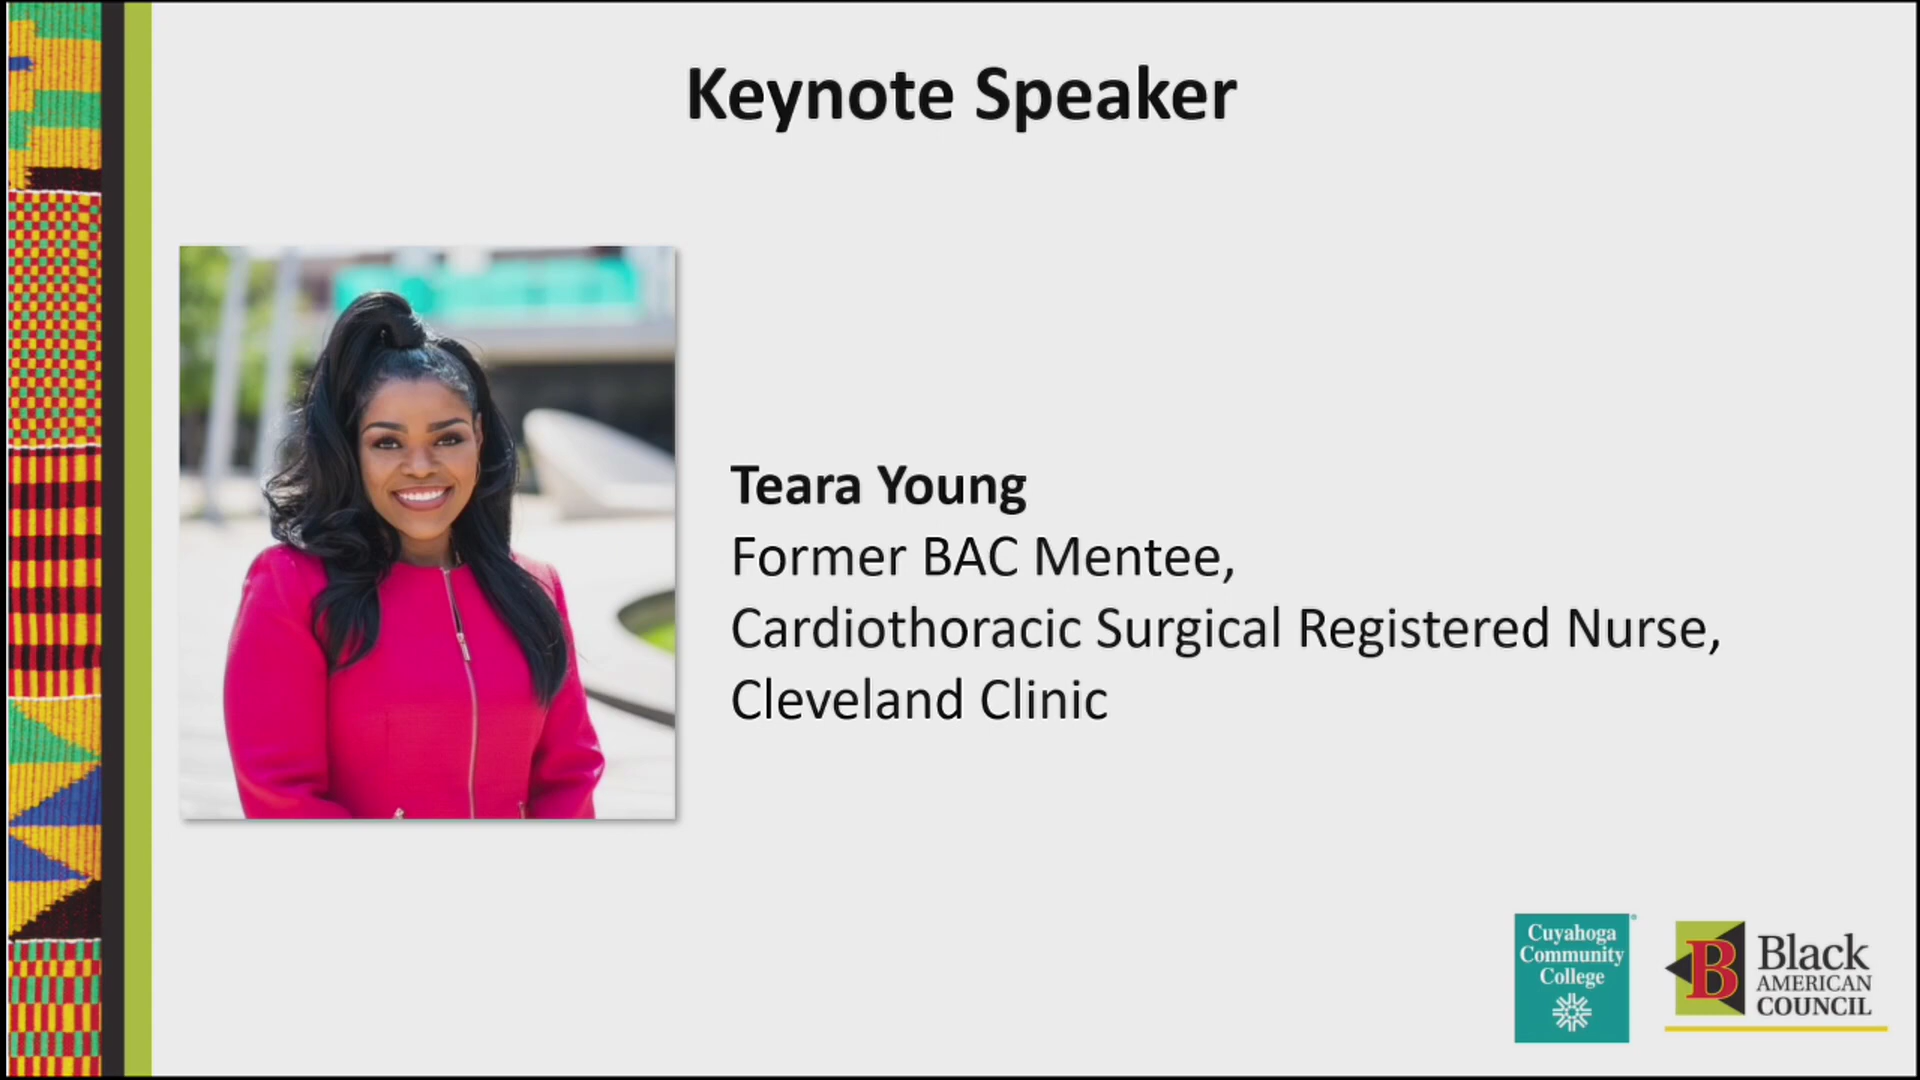 Keynote Speaker
Teara Young
Former BAC Mentee,
Cardiothoracic Surgical Registered Nurse,
Cleveland Clinic
Cuyahoga
Community
College
B
Black
AMERICAN
COUNCIL